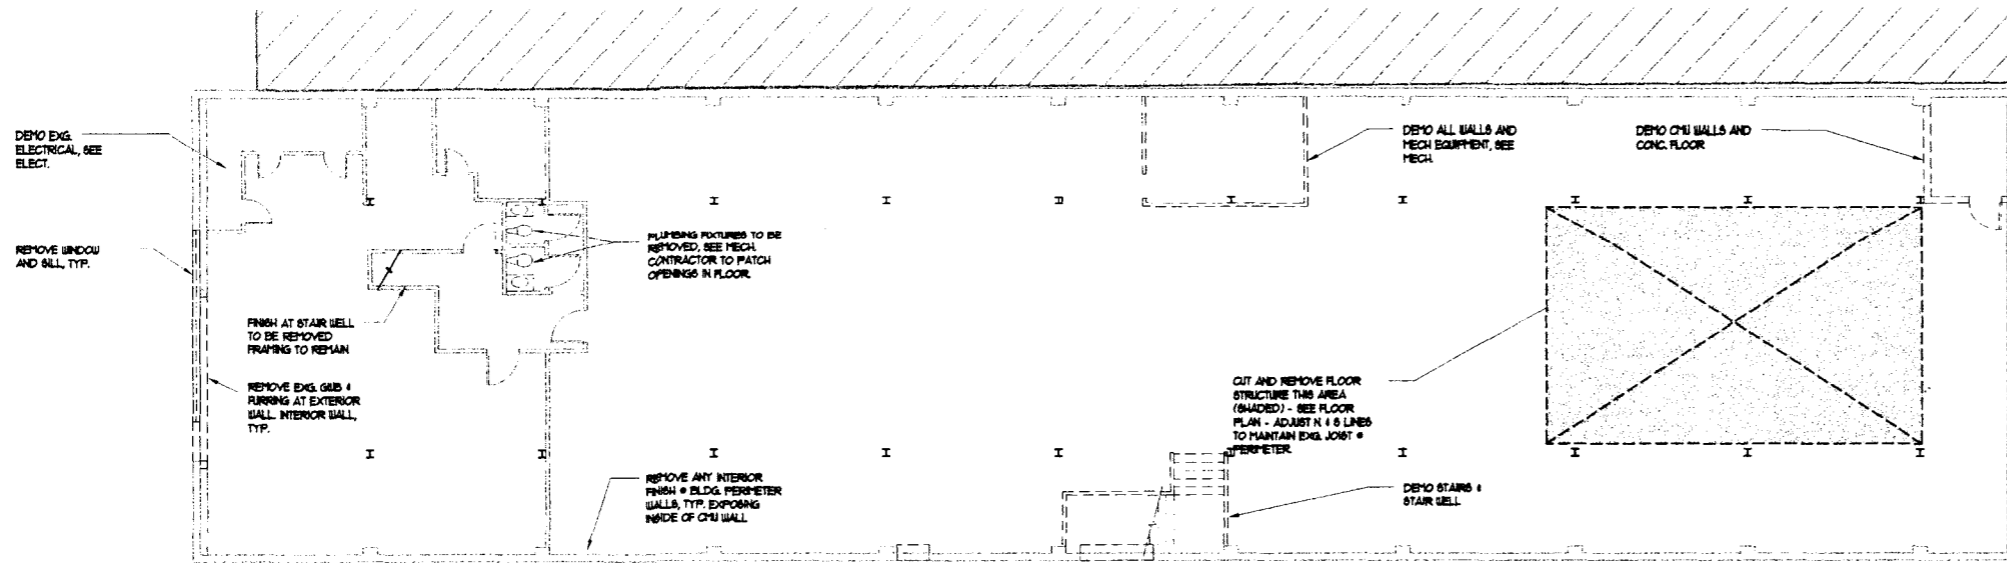 DEMO EXG.
ELECTRICAL, SEE
ELECT.
REMOVE WINDOW
AND SILL, TYP.
FINISH AT STAIR WELL
TO BE REMOVED
FRAMING TO REMAIN
REMOVE EXG. GWB &
FURRING AT EXTERIOR
WALL. INTERIOR WALL,
TYP.
PLUMBING FIXTURES TO BE
REMOVED, SEE MECH.
CONTRACTOR TO PATCH
OPENINGS IN FLOOR.
REMOVE ANY INTERIOR
FINISH @ BLDG. PERIMETER
WALLS, TYP. EXPOSING
INSIDE OF CMU WALL
DEMO ALL WALLS AND
MECH EQUIPMENT, SEE
MECH.
DEMO CMU WALLS AND
CONC. FLOOR
CUT AND REMOVE FLOOR
STRUCTURE THIS AREA
(SHADED) - SEE FLOOR
PLAN - ADJUST N & S LINES
TO MAINTAIN EXG. JOIST @
PERIMETER.
DEMO STAIRS &
STAIR WELL